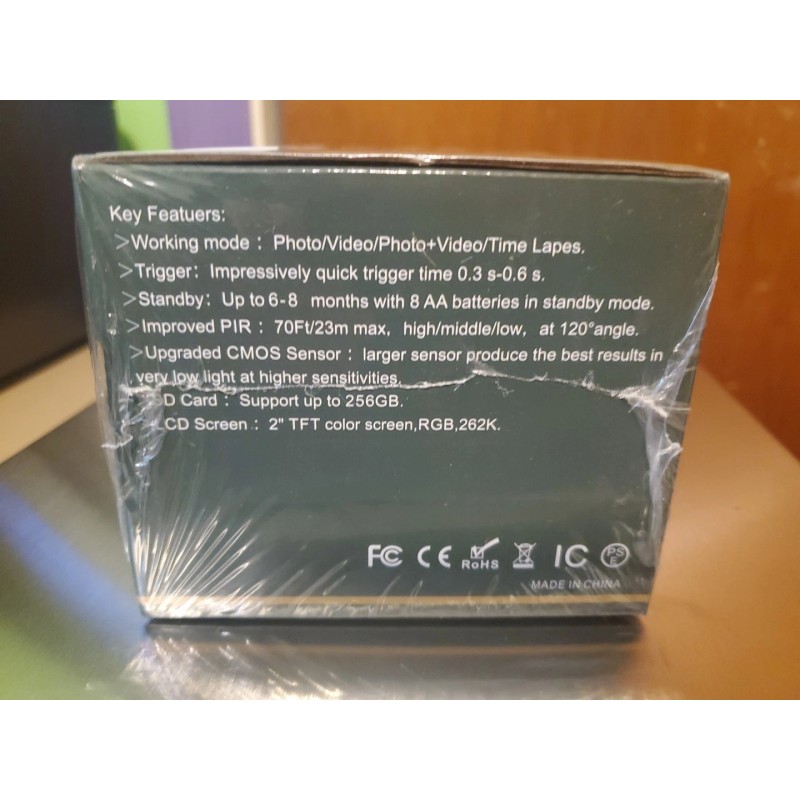 Key Featuers:
>Working mode : Photo/Video/Photo+Video/Time Lapes.
>Trigger: Impressively quick trigger time 0.3 s-0.6 s.
>Standby: Up to 6-8 months with 8 AA batteries in standby mode.
>Improved PIR : 70Ft/23m max, high/middle/low, at 120°angle.
>Upgraded CMOS Sensor : larger sensor produce the best results in
very low light at higher sensitivities.
SD Card : Support up to 256GB.
LCD Screen : 2" TFT color screen,RGB,262K.
FC CE RoHS IC PSE
MADE IN CHINA